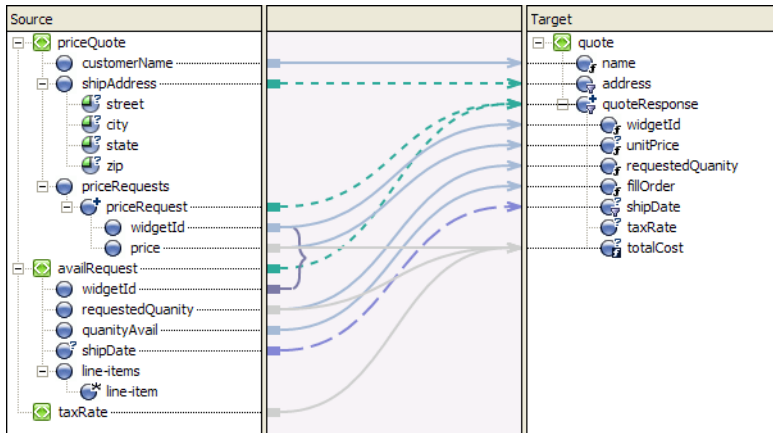 Source
priceQuote
customerName
shipAddress
street
city
state
zip
priceRequests
priceRequest
widgetId
price
availRequest
widgetId
requestedQuanity
quanityAvail
shipDate
line-items
line-item
taxRate
Target
quote
name
address
quoteResponse
widgetId
unitPrice
requestedQuanity
fillOrder
shipDate
taxRate
totalCost